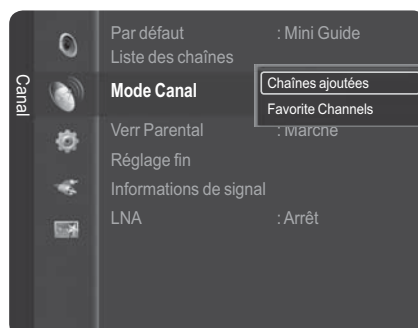 Canal
Par défaut : Mini Guide
Liste des chaînes
Mode Canal
Chaînes ajoutées
Favorite Channels
Verr Parental : Marche
Réglage fin
Informations de signal
LNA : Arrêt